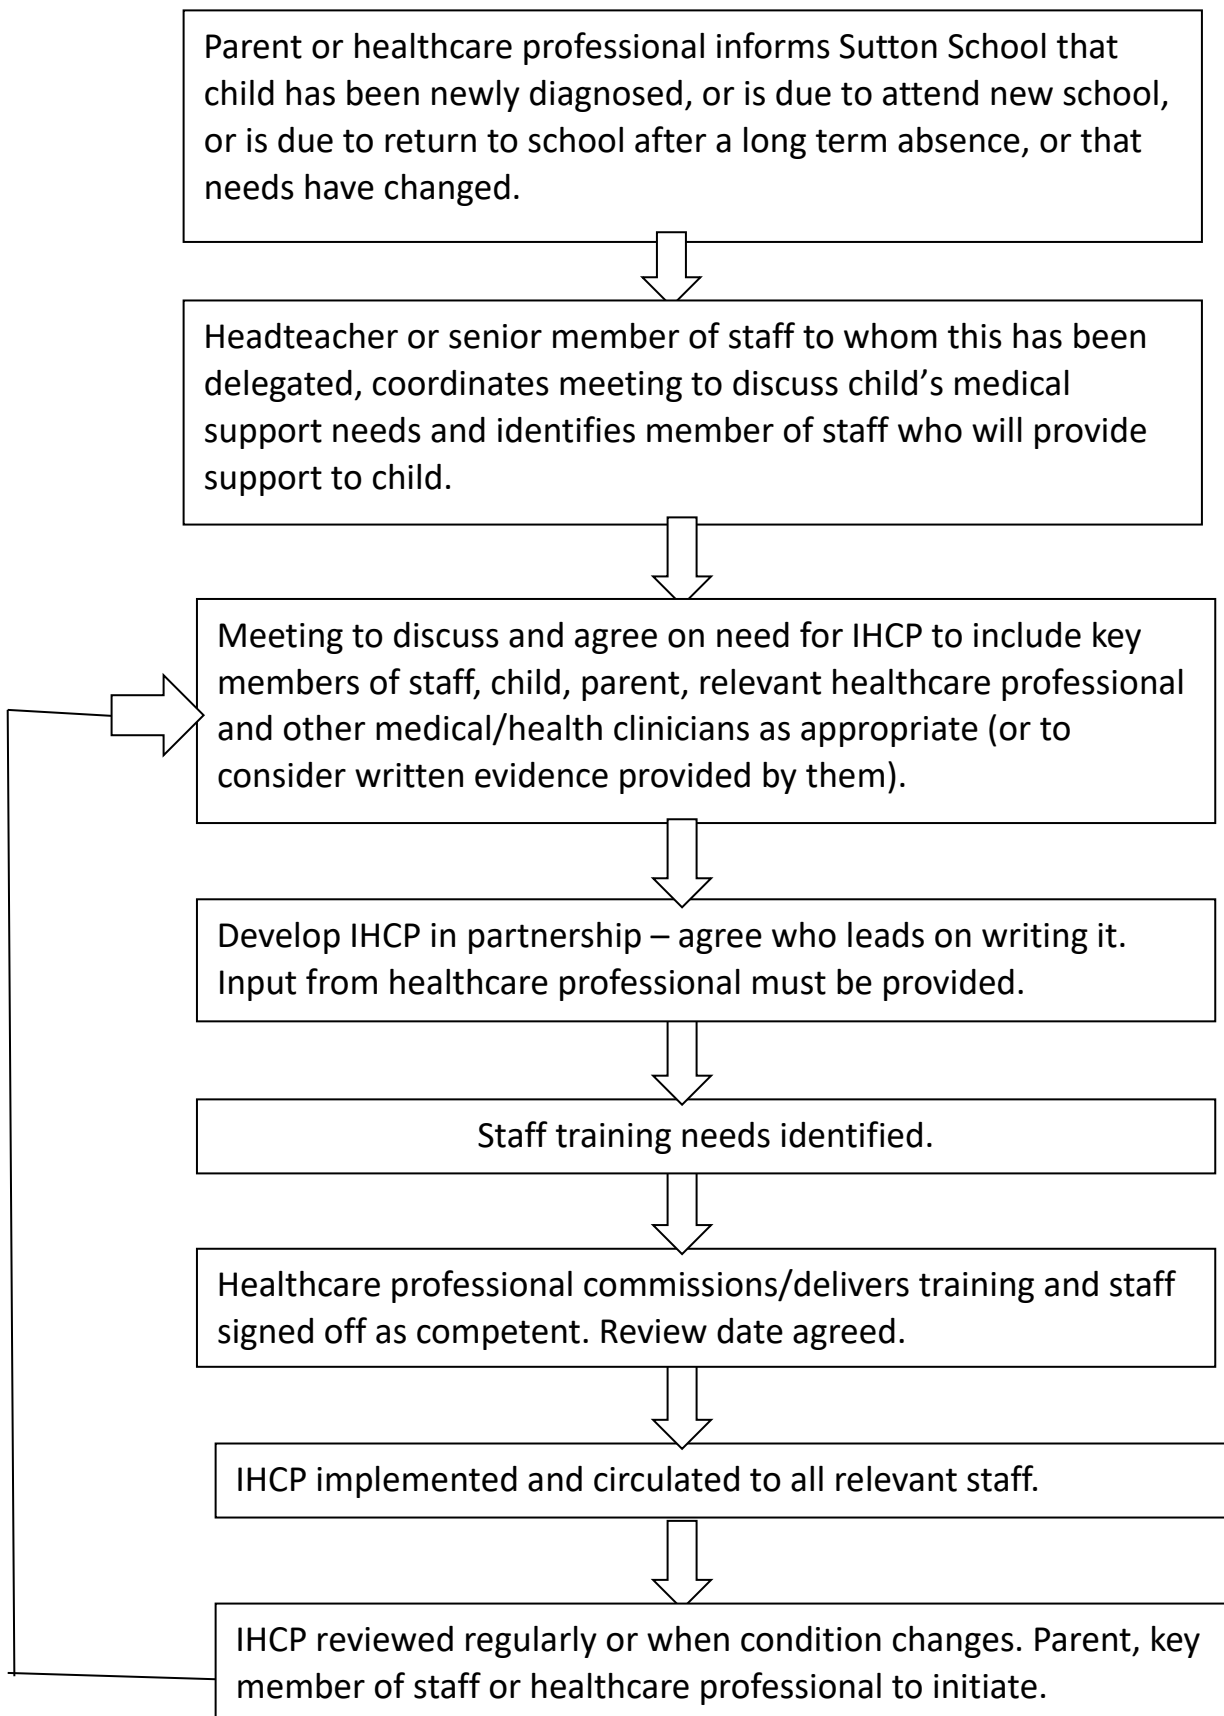 Parent or healthcare professional informs Sutton School that
child has been newly diagnosed, or is due to attend new school,
or is due to return to school after a long term absence, or that
needs have changed.
Headteacher or senior member of staff to whom this has been
delegated, coordinates meeting to discuss child’s medical
support needs and identifies member of staff who will provide
support to child.
Meeting to discuss and agree on need for IHCP to include key
members of staff, child, parent, relevant healthcare professional
and other medical/health clinicians as appropriate (or to
consider written evidence provided by them).
Develop IHCP in partnership – agree who leads on writing it.
Input from healthcare professional must be provided.
Staff training needs identified.
Healthcare professional commissions/delivers training and staff
signed off as competent. Review date agreed.
IHCP implemented and circulated to all relevant staff.
IHCP reviewed regularly or when condition changes. Parent, key
member of staff or healthcare professional to initiate.